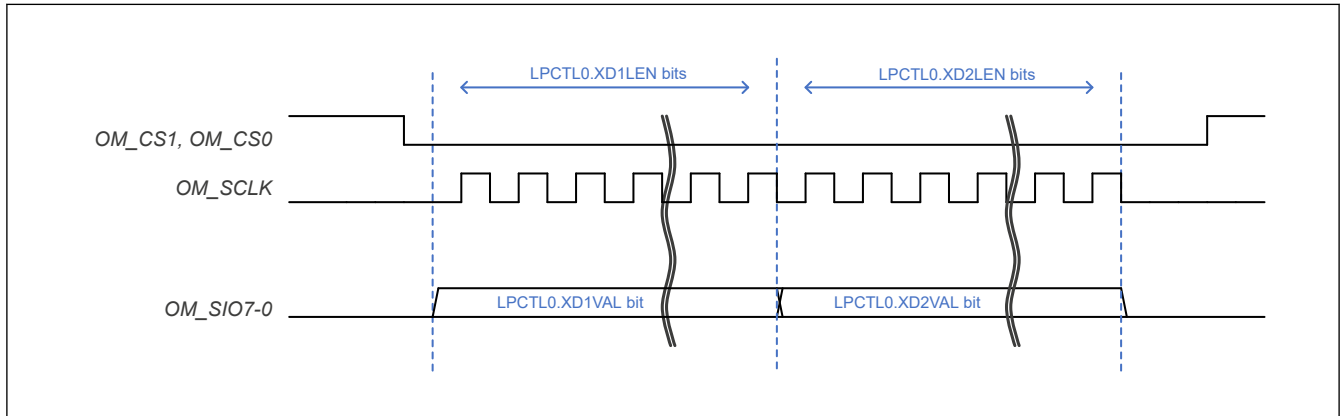 LPCTL0.XD1LEN bits
LPCTL0.XD2LEN bits
OM_CS1, OM_CS0
OM_SCLK
OM_SIO7-0
LPCTL0.XD1VAL bit
LPCTL0.XD2VAL bit